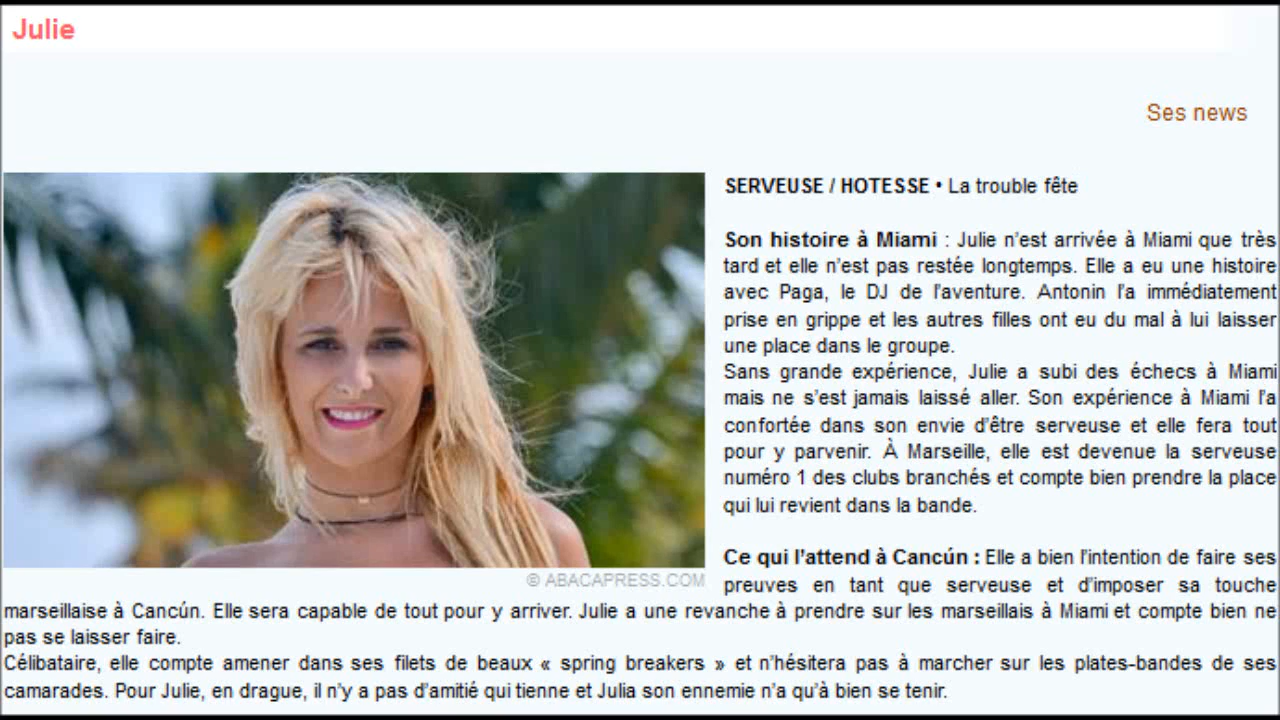 Julie
Ses news
SERVEUSE / HOTESSE • La trouble fête
Son histoire à Miami : Julie n'est arrivée à Miami que très
tard et elle n'est pas restée longtemps. Elle a eu une histoire
avec Paga, le DJ de l'aventure. Antonin l'a immédiatement
prise en grippe et les autres filles ont eu du mal à lui laisser
une place dans le groupe.
Sans grande expérience, Julie a subi des échecs à Miami
mais ne s'est jamais laissé aller. Son expérience à Miami l'a
confortée dans son envie d'être serveuse et elle fera tout
pour y parvenir. À Marseille, elle est devenue la serveuse
numéro 1 des clubs branchés et compte bien prendre la place
qui lui revient dans la bande.
Ce qui l'attend à Cancún : Elle a bien l'intention de faire ses
© ABACAPRESS.COM
preuves en tant que serveuse et d'imposer sa touche
marseillaise à Cancún. Elle sera capable de tout pour y arriver. Julie a une revanche à prendre sur les marseillais à Miami et compte bien ne
pas se laisser faire.
Célibataire, elle compte amener dans ses filets de beaux « spring breakers » et n'hésitera pas à marcher sur les plates-bandes de ses
camarades. Pour Julie, en drague, il n'y a pas d'amitié qui tienne et Julia son ennemie n'a qu'à bien se tenir.